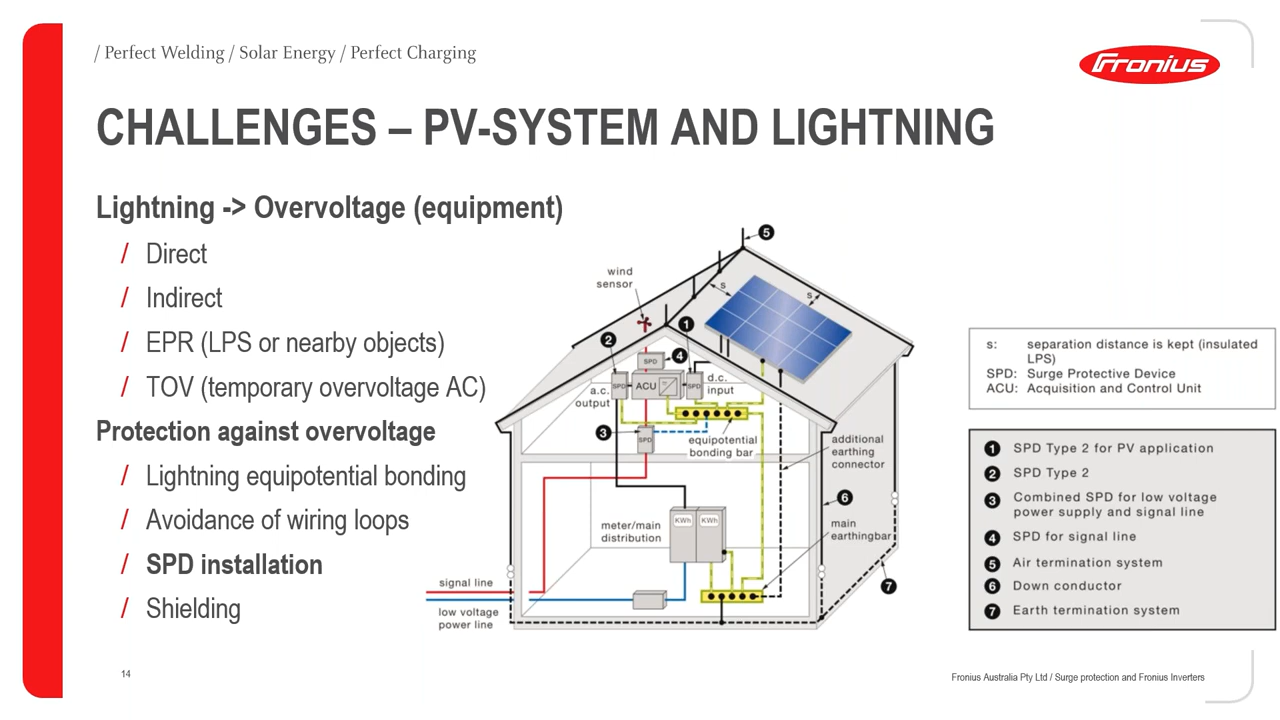 / Perfect Welding / Solar Energy / Perfect Charging
Fronius
CHALLENGES – PV-SYSTEM AND LIGHTNING
Lightning -> Overvoltage (equipment)
/ Direct
/ Indirect
/ EPR (LPS or nearby objects)
/ TOV (temporary overvoltage AC)
Protection against overvoltage
/ Lightning equipotential bonding
/ Avoidance of wiring loops
/ SPD installation
/ Shielding
5
wind
sensor
s
s
1
2
4
SPD
SPD
ACU
SPD
d.c.
input
a.c.
output
3
SPD
equipotential
bonding bar
additional
earthing
connector
6
meter/main
distribution
KWh
KWh
main
earthingbar
7
signal line
low voltage
power line
s: separation distance is kept (insulated
LPS)
SPD: Surge Protective Device
ACU: Acquisition and Control Unit
1 SPD Type 2 for PV application
2 SPD Type 2
3 Combined SPD for low voltage
power supply and signal line
4 SPD for signal line
5 Air termination system
6 Down conductor
7 Earth termination system
14
Fronius Australia Pty Ltd / Surge protection and Fronius Inverters